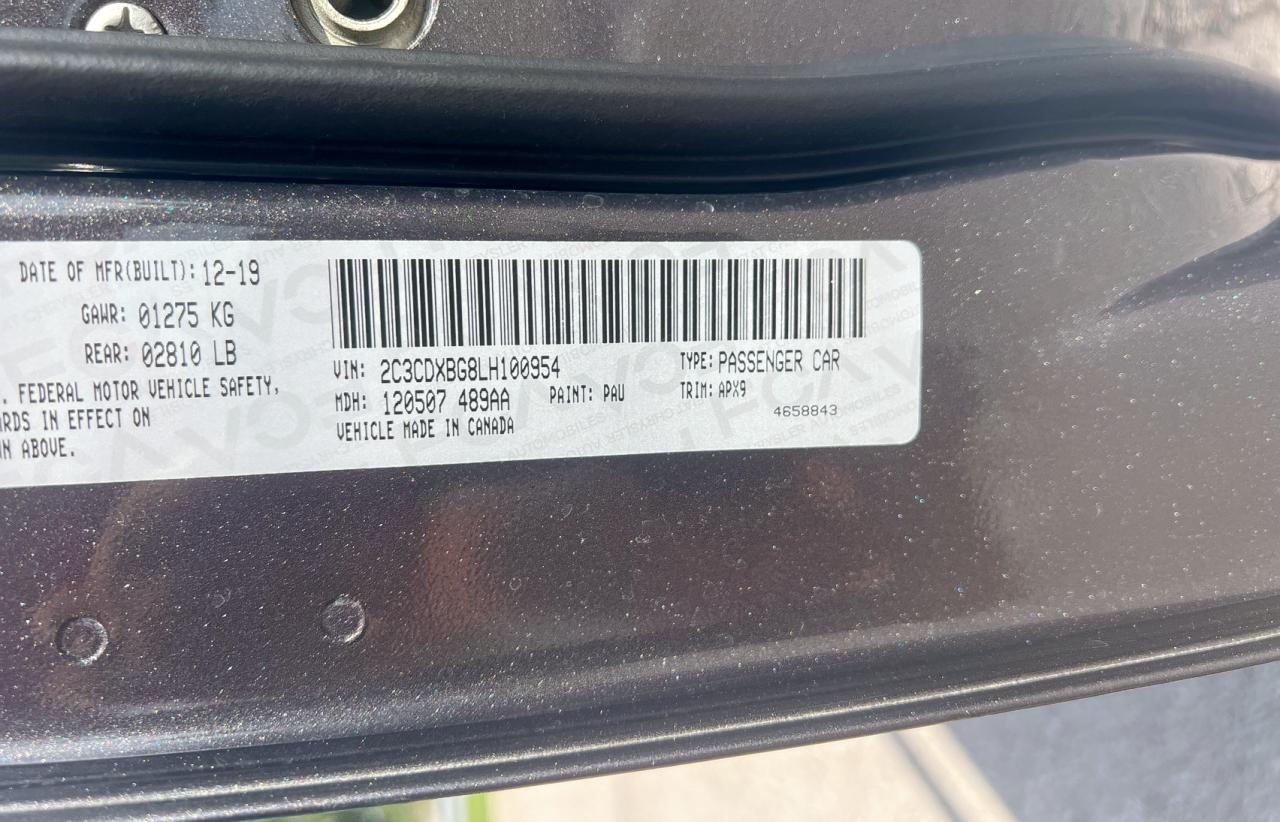 DATE OF MFR(BUILT): 12-19
GAWR: 01275 KG
REAR: 02810 LB
. FEDERAL MOTOR VEHICLE SAFETY,
ARDS IN EFFECT ON
N ABOVE.
VIN: 2C3CDXBG8LH100954
TYPE: PASSENGER CAR
MDH: 120507 489AA
PAINT: PAU
TRIM: APX9
VEHICLE MADE IN CANADA
4658843